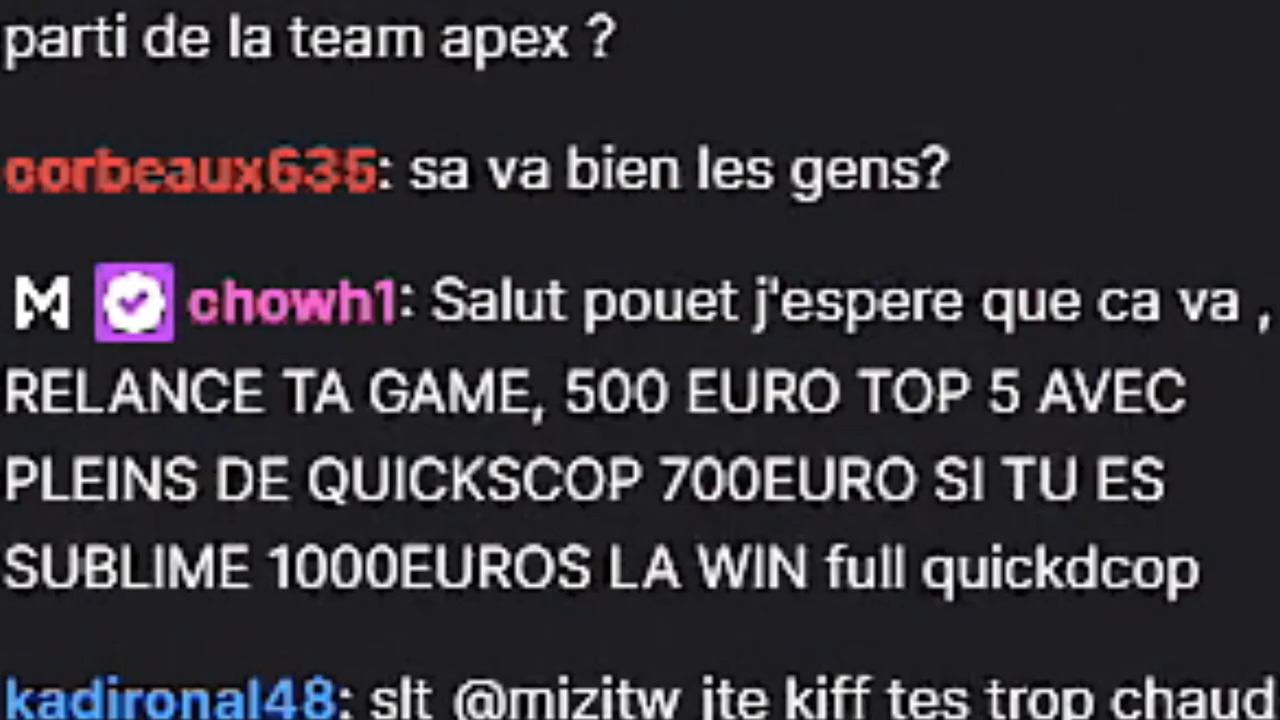 parti de la team apex ?
corbeaux635: sa va bien les gens?
chowh1: Salut pouet j'espere que ca va ,
RELANCE TA GAME, 500 EURO TOP 5 AVEC
PLEINS DE QUICKSCOP 700EURO SI TU ES
SUBLIME 1000EUROS LA WIN full quickdcop
kadironal48: slt @mizitw jte kiff tes trop chaud